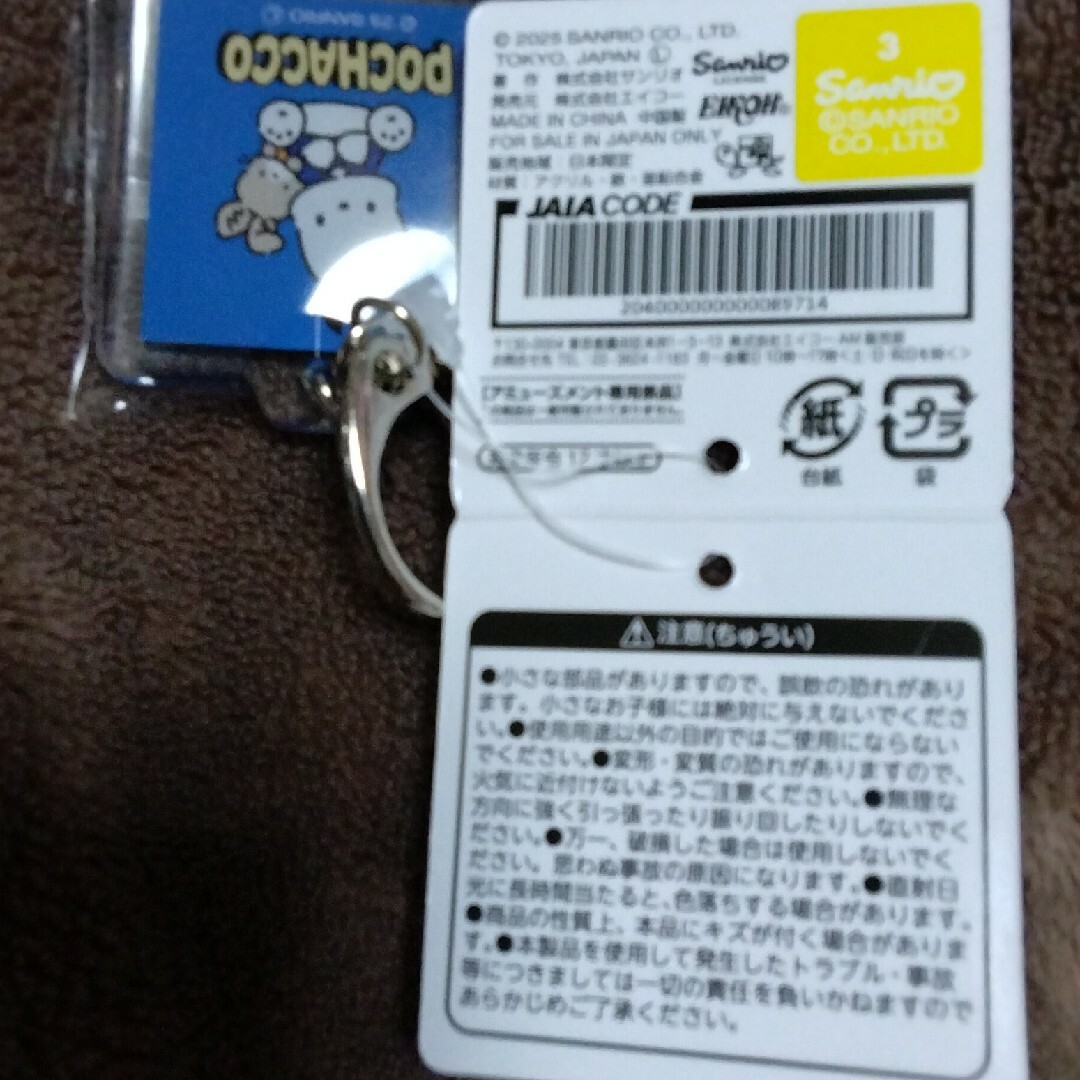 © '25 SANRIO Ⓛ
POCHACCO
© 2025 SANRIO CO., LTD.
TOKYO, JAPAN Ⓛ
著 作 株式会社サンリオ
発売元 株式会社エイコー
MADE IN CHINA 中国製
FOR SALE IN JAPAN ONLY
販売地域：日本限定
材質：アクリル・鉄・亜鉛合金
Sanrio
LICENSE
EIKOH®
3
Sanrio
©SANRIO
CO., LTD.
JAIA CODE
204000000000089714
[アミューズメント専用景品]
紙
台紙
プラ
袋
⚠注意(ちゅうい)
●小さな部品がありますので、誤飲の恐れがあり
ます。小さなお子様には絶対に与えないでくださ
い。●使用用途以外の目的ではご使用にならない
でください。●変形・変質の恐れがありますので、
火気に近付けないようご注意ください。●無理な
方向に強く引っ張ったり振り回したりしないでく
ださい。●万一、破損した場合は使用しないでく
ださい。思わぬ事故の原因になります。●直射日
光に長時間当たると、色落ちする場合があります。
●商品の性質上、本品にキズが付く場合がありま
す。●本製品を使用して発生したトラブル・事故
等につきましては一切の責任を負いかねますので
あらかじめご了承ください。